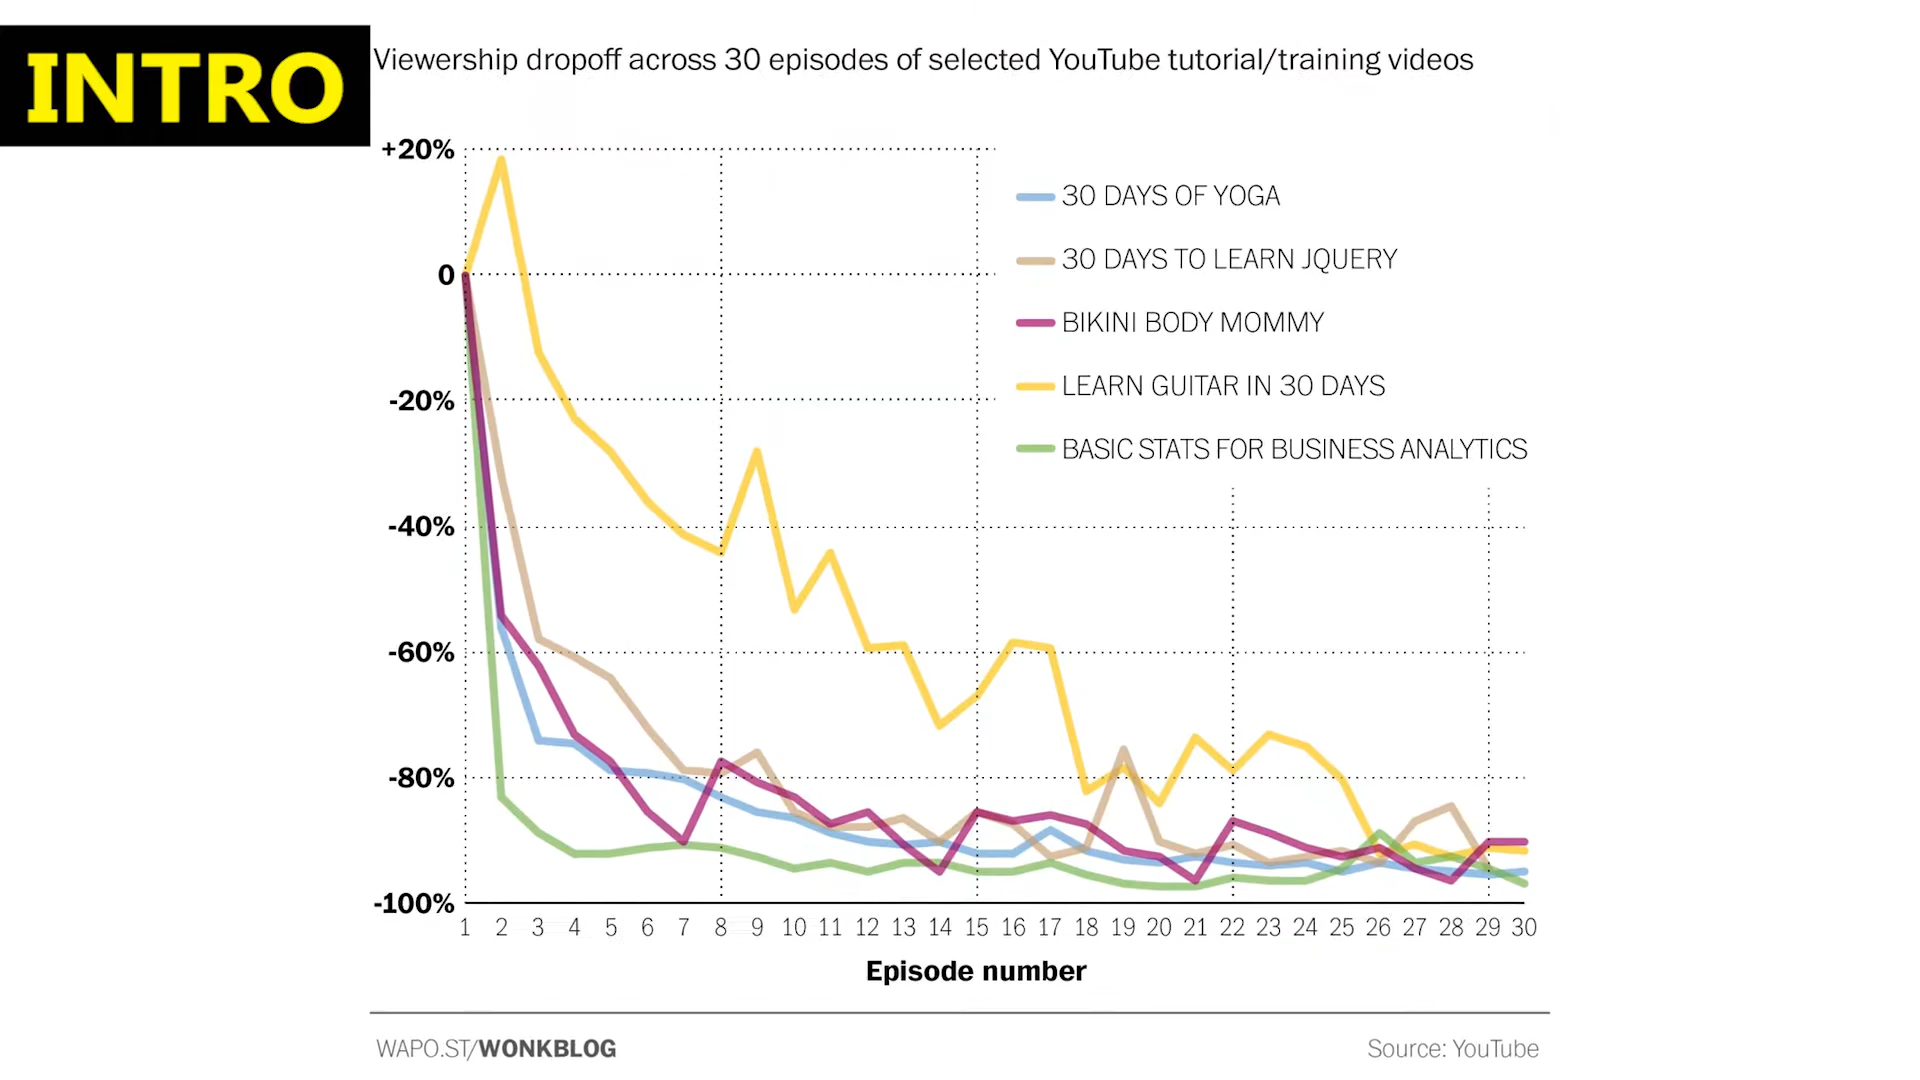 INTRO
Viewership dropoff across 30 episodes of selected YouTube tutorial/training videos
+20%
0
-20%
-40%
-60%
-80%
-100%
30 DAYS OF YOGA
30 DAYS TO LEARN JQUERY
BIKINI BODY MOMMY
LEARN GUITAR IN 30 DAYS
BASIC STATS FOR BUSINESS ANALYTICS
1 2 3 4 5 6 7 8 9 10 11 12 13 14 15 16 17 18 19 20 21 22 23 24 25 26 27 28 29 30
Episode number
WAPO.ST/WONKBLOG
Source: YouTube